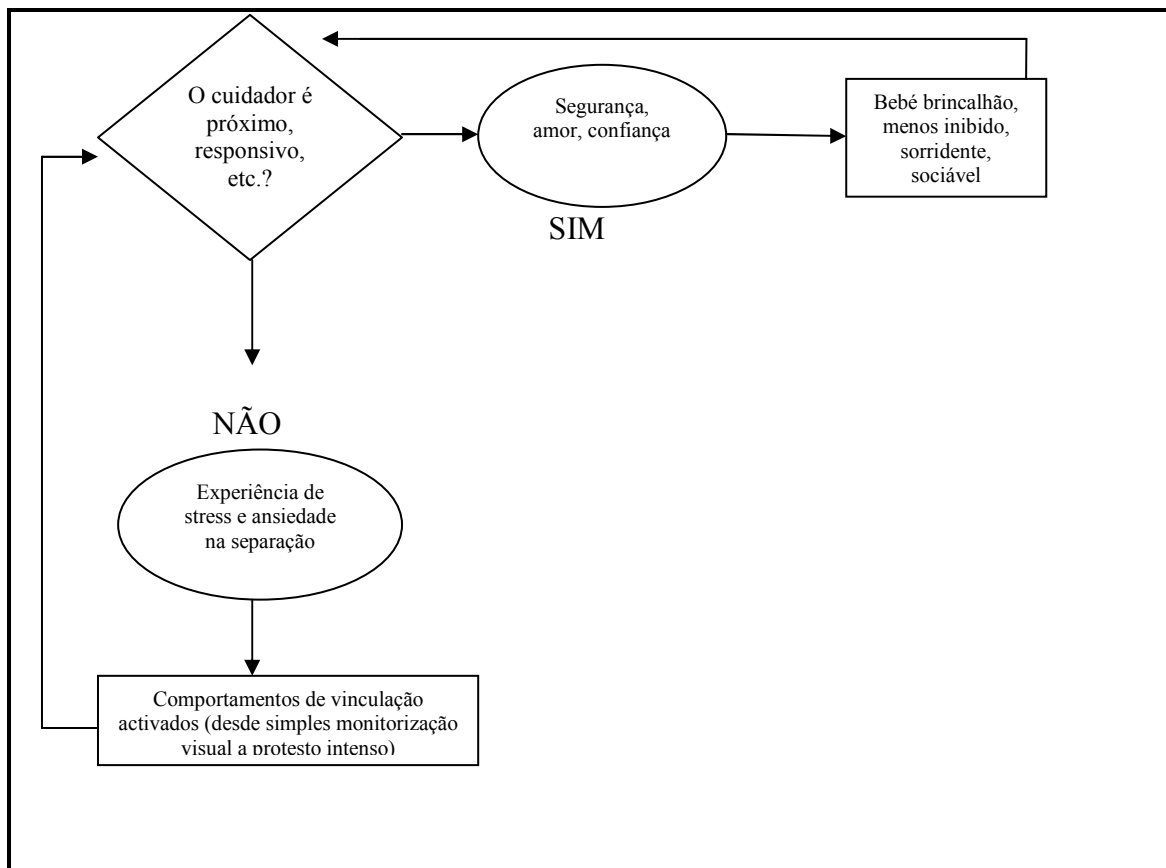 O cuidador é
próximo,
responsivo,
etc.?
Segurança,
amor, confiança
SIM
Bebé brincalhão,
menos inibido,
sorridente,
sociável
NÃO
Experiência de
stress e ansiedade
na separação
Comportamentos de vinculação
activados (desde simples monitorização
visual a protesto intenso)